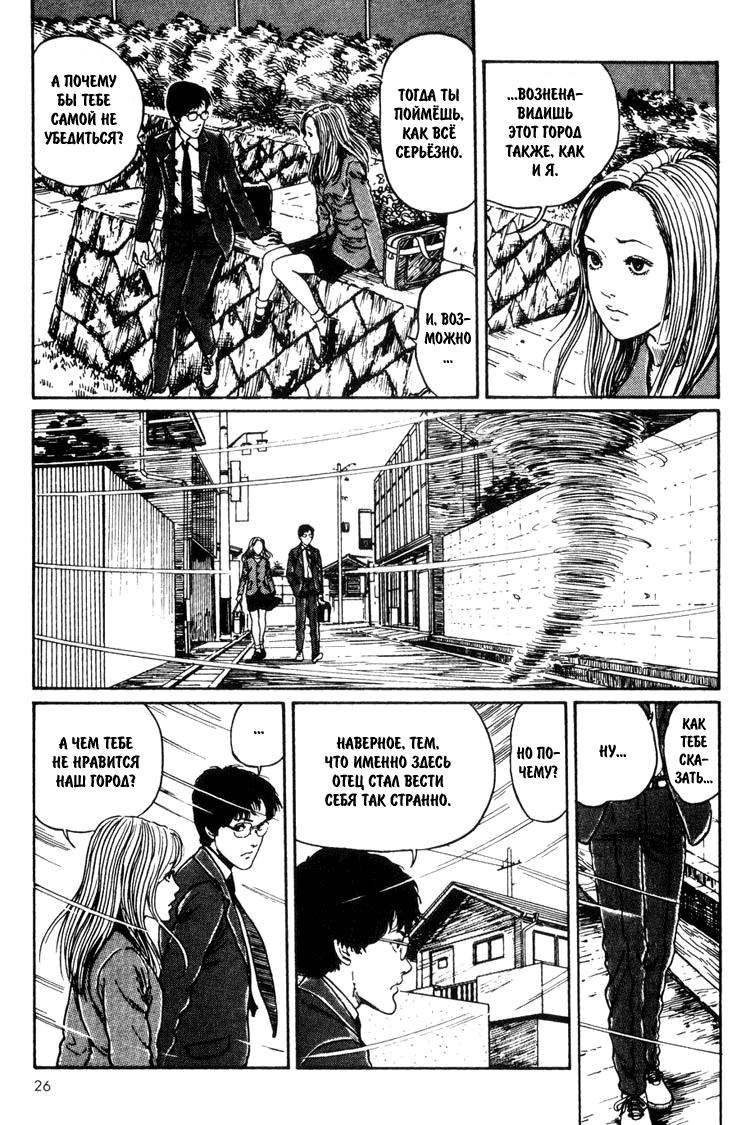 А ПОЧЕМУ
БЫ ТЕБЕ
САМОЙ НЕ
УБЕДИТЬСЯ?
ТОГДА ТЫ
ПОЙМЁШЬ,
КАК ВСЁ
СЕРЬЁЗНО.
И, ВОЗ-
МОЖНО
...
...ВОЗНЕНА-
ВИДИШЬ
ЭТОТ ГОРОД
ТАКЖЕ, КАК
И Я.
А ЧЕМ ТЕБЕ
НЕ НРАВИТСЯ
НАШ ГОРОД?
...
НАВЕРНОЕ, ТЕМ,
ЧТО ИМЕННО ЗДЕСЬ
ОТЕЦ СТАЛ ВЕСТИ
СЕБЯ ТАК СТРАННО.
НО ПО-
ЧЕМУ?
НУ...
КАК
ТЕБЕ
СКА-
ЗАТЬ...
26